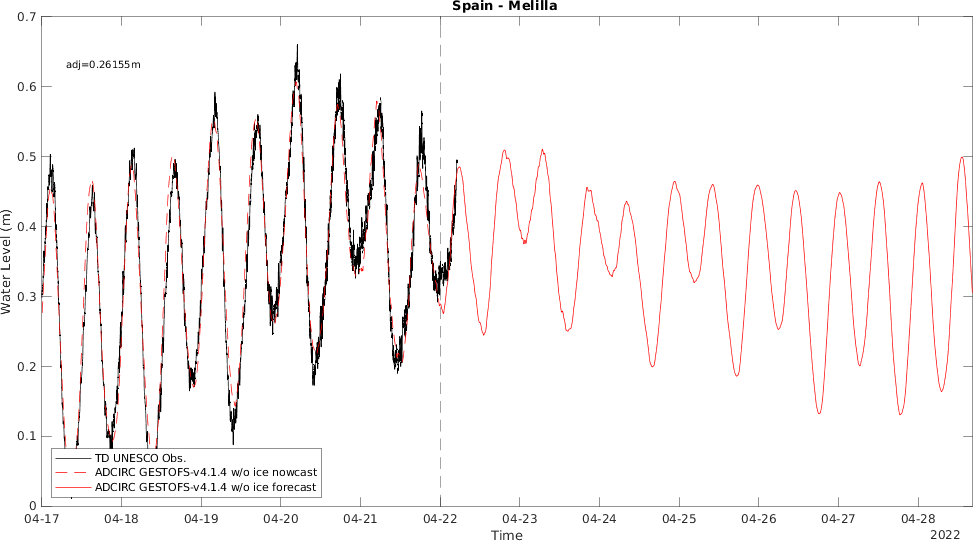 Spain - Melilla
adj=0.26155m
Water Level (m)
0.7
0.6
0.5
0.4
0.3
0.2
0.1
0
TD UNESCO Obs.
ADCIRC GESTOFS-v4.1.4 w/o ice nowcast
ADCIRC GESTOFS-v4.1.4 w/o ice forecast
04-17 04-18 04-19 04-20 04-21 04-22 04-23 04-24 04-25 04-26 04-27 04-28
Time
2022